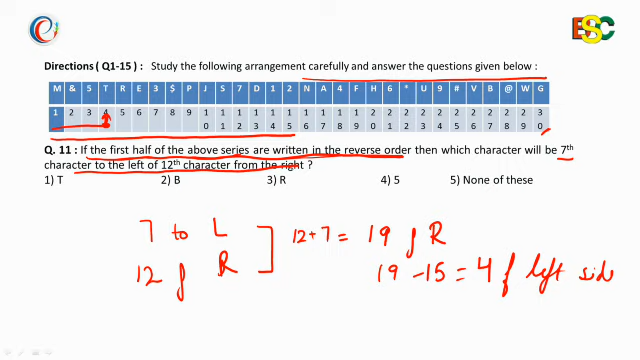 ESC
Directions ( Q1-15) : Study the following arrangement carefully and answer the questions given below :
M & 5 T R E 3 $ P J S 7 D 1 2 N A 4 F H 6 * U 9 # V B @ W G
1 2 3 4 5 6 7 8 9 10 11 12 13 14 15 16 17 18 19 20 21 22 23 24 25 26 27 28 29 30
Q. 11 : If the first half of the above series are written in the reverse order then which character will be 7th
character to the left of 12th character from the right ?
1) T 2) B 3) R 4) 5 5) None of these
7 to L
12 f R
12+7 = 19 f R
19 - 15 = 4 f left side